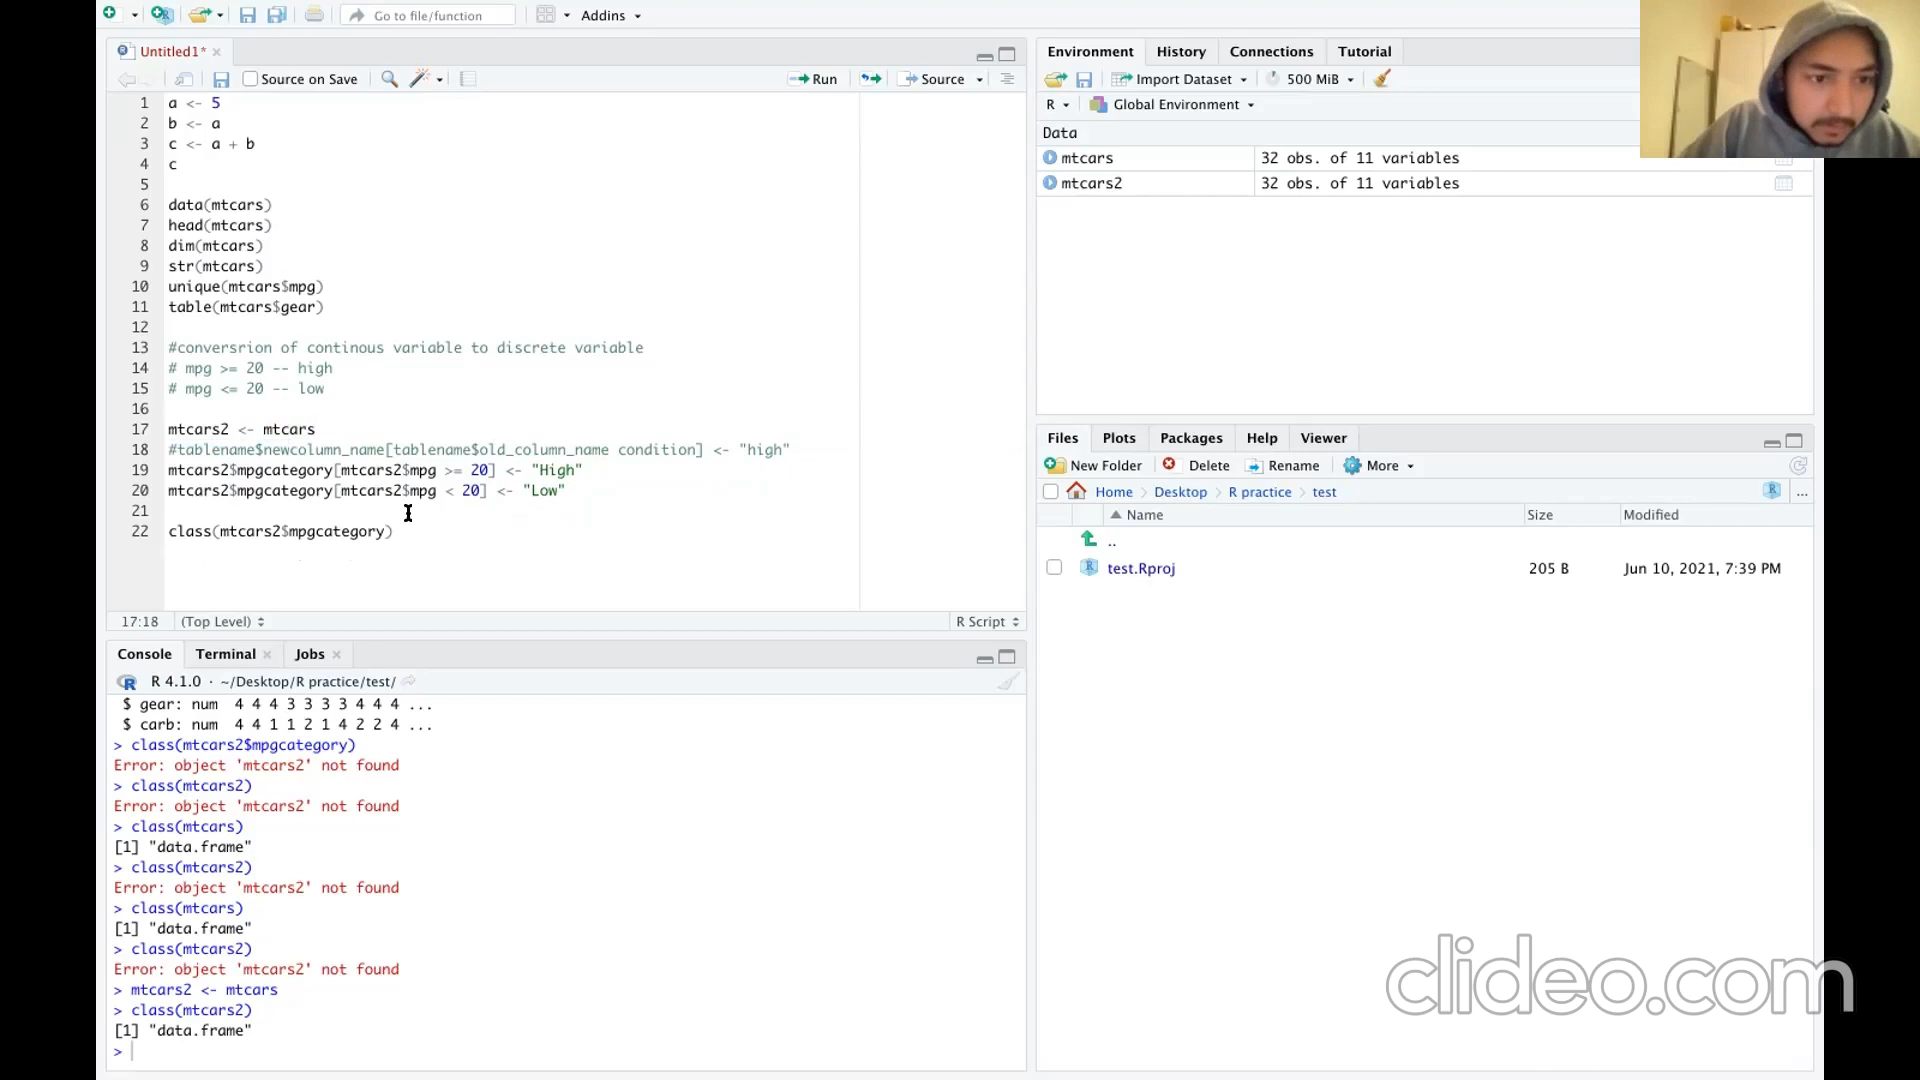 Go to file/function
Addins
Untitled1*
Source on Save
Run
Source
1 a <- 5
2 b <- a
3 c <- a + b
4 c
5
6 data(mtcars)
7 head(mtcars)
8 dim(mtcars)
9 str(mtcars)
10 unique(mtcars$mpg)
11 table(mtcars$gear)
12
13 #conversrion of continous variable to discrete variable
14 # mpg >= 20 -- high
15 # mpg <= 20 -- low
16
17 mtcars2 <- mtcars
18 #tablename$newcolumn_name[tablename$old_column_name condition] <- "high"
19 mtcars2$mpgcategory[mtcars2$mpg >= 20] <- "High"
20 mtcars2$mpgcategory[mtcars2$mpg < 20] <- "Low"
21
22 class(mtcars2$mpgcategory)
17:18 (Top Level) R Script
Console Terminal Jobs
R 4.1.0 · ~/Desktop/R practice/test/
$ gear: num 4 4 4 3 3 3 3 4 4 4 ...
$ carb: num 4 4 1 1 2 1 4 2 2 4 ...
> class(mtcars2$mpgcategory)
Error: object 'mtcars2' not found
> class(mtcars2)
Error: object 'mtcars2' not found
> class(mtcars)
[1] "data.frame"
> class(mtcars2)
Error: object 'mtcars2' not found
> class(mtcars)
[1] "data.frame"
> class(mtcars2)
Error: object 'mtcars2' not found
> mtcars2 <- mtcars
> class(mtcars2)
[1] "data.frame"
>
Environment History Connections Tutorial
Import Dataset 500 MiB
R Global Environment
Data
mtcars 32 obs. of 11 variables
mtcars2 32 obs. of 11 variables
Files Plots Packages Help Viewer
New Folder Delete Rename More
Home Desktop R practice test R ...
Name Size Modified
..
test.Rproj 205 B Jun 10, 2021, 7:39 PM
clideo.com